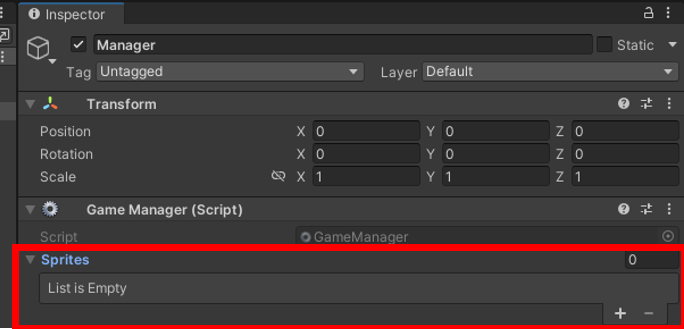 Inspector
Manager Static
Tag Untagged Layer Default
Transform
Position X 0 Y 0 Z 0
Rotation X 0 Y 0 Z 0
Scale X 1 Y 1 Z 1
Game Manager (Script)
Script GameManager
Sprites 0
List is Empty
+ −